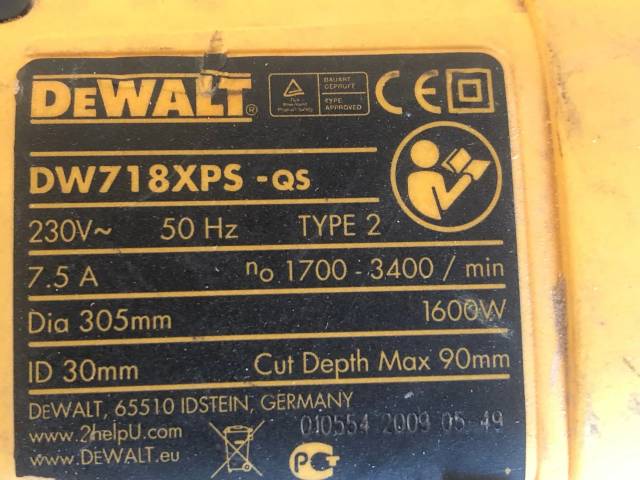 DEWALT®
BAUART GEPRÜFT
TYPE APPROVED
CE
DW718XPS -QS
230V~ 50 Hz TYPE 2
7.5 A no 1700 - 3400 / min
Dia 305mm 1600W
ID 30mm Cut Depth Max 90mm
DEWALT, 65510 IDSTEIN, GERMANY
www.2helpU.com 010554 2009 05 49
www.DEWALT.eu